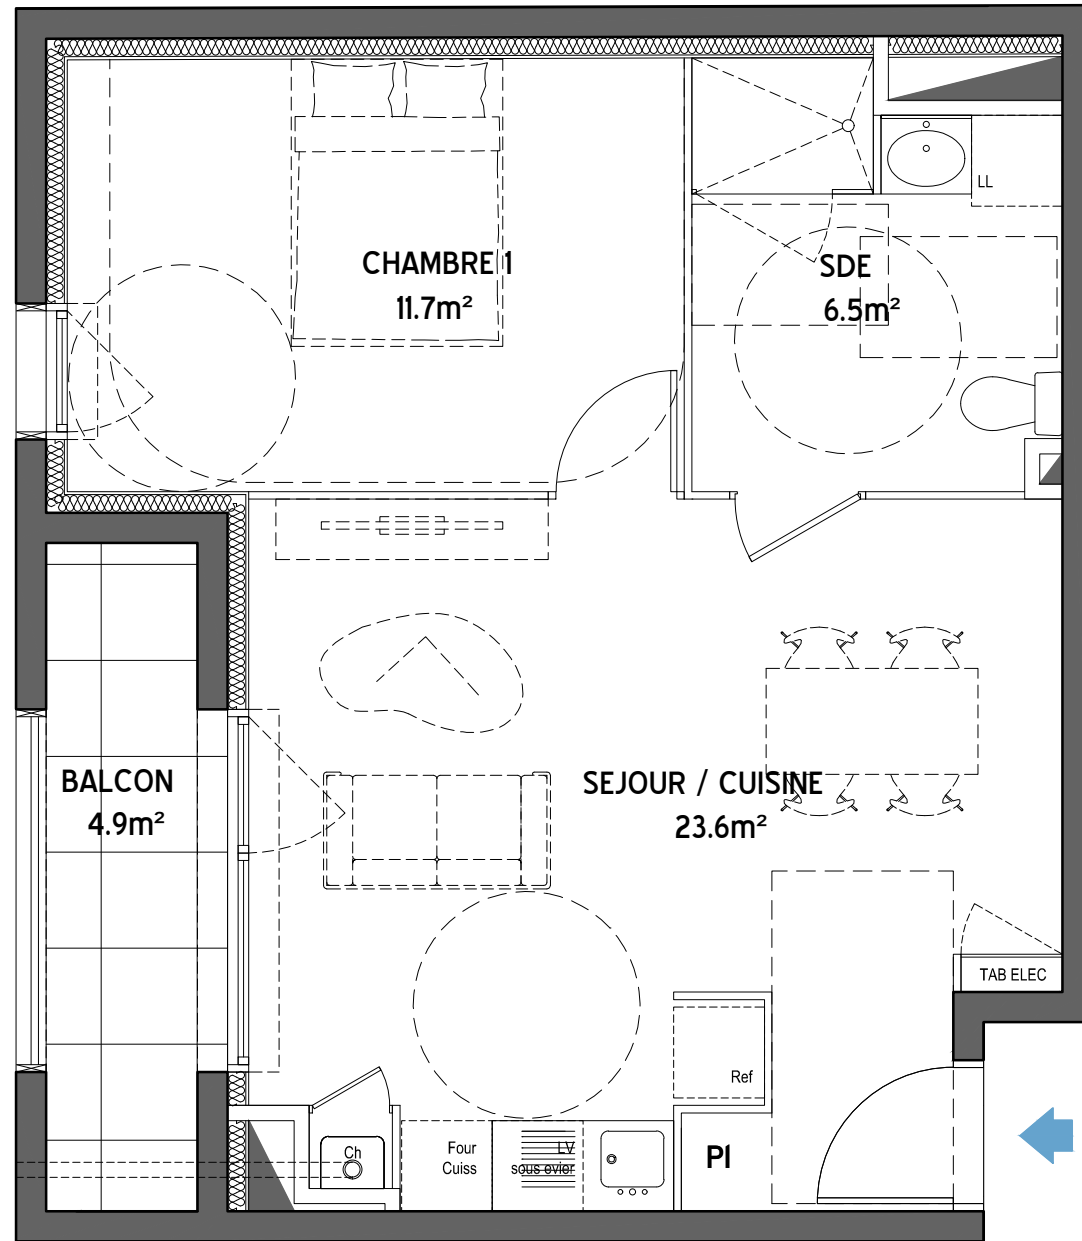 LL
CHAMBRE 1
11.7m²
SDE
6.5m²
BALCON
4.9m²
SEJOUR / CUISINE
23.6m²
TAB ELEC
Ref
Ch
Four
Cuiss
LV
sous evier
Pl